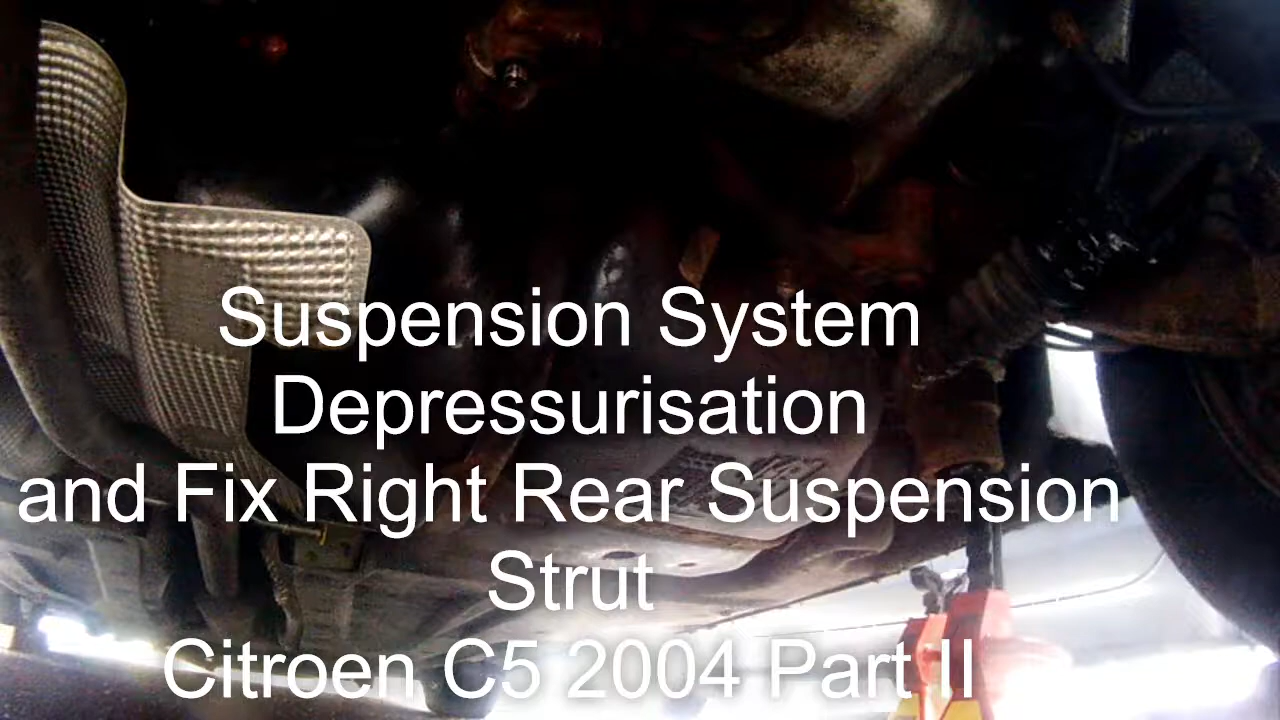 Suspension System
Depressurisation
and Fix Right Rear Suspension
Strut
Citroen C5 2004 Part II